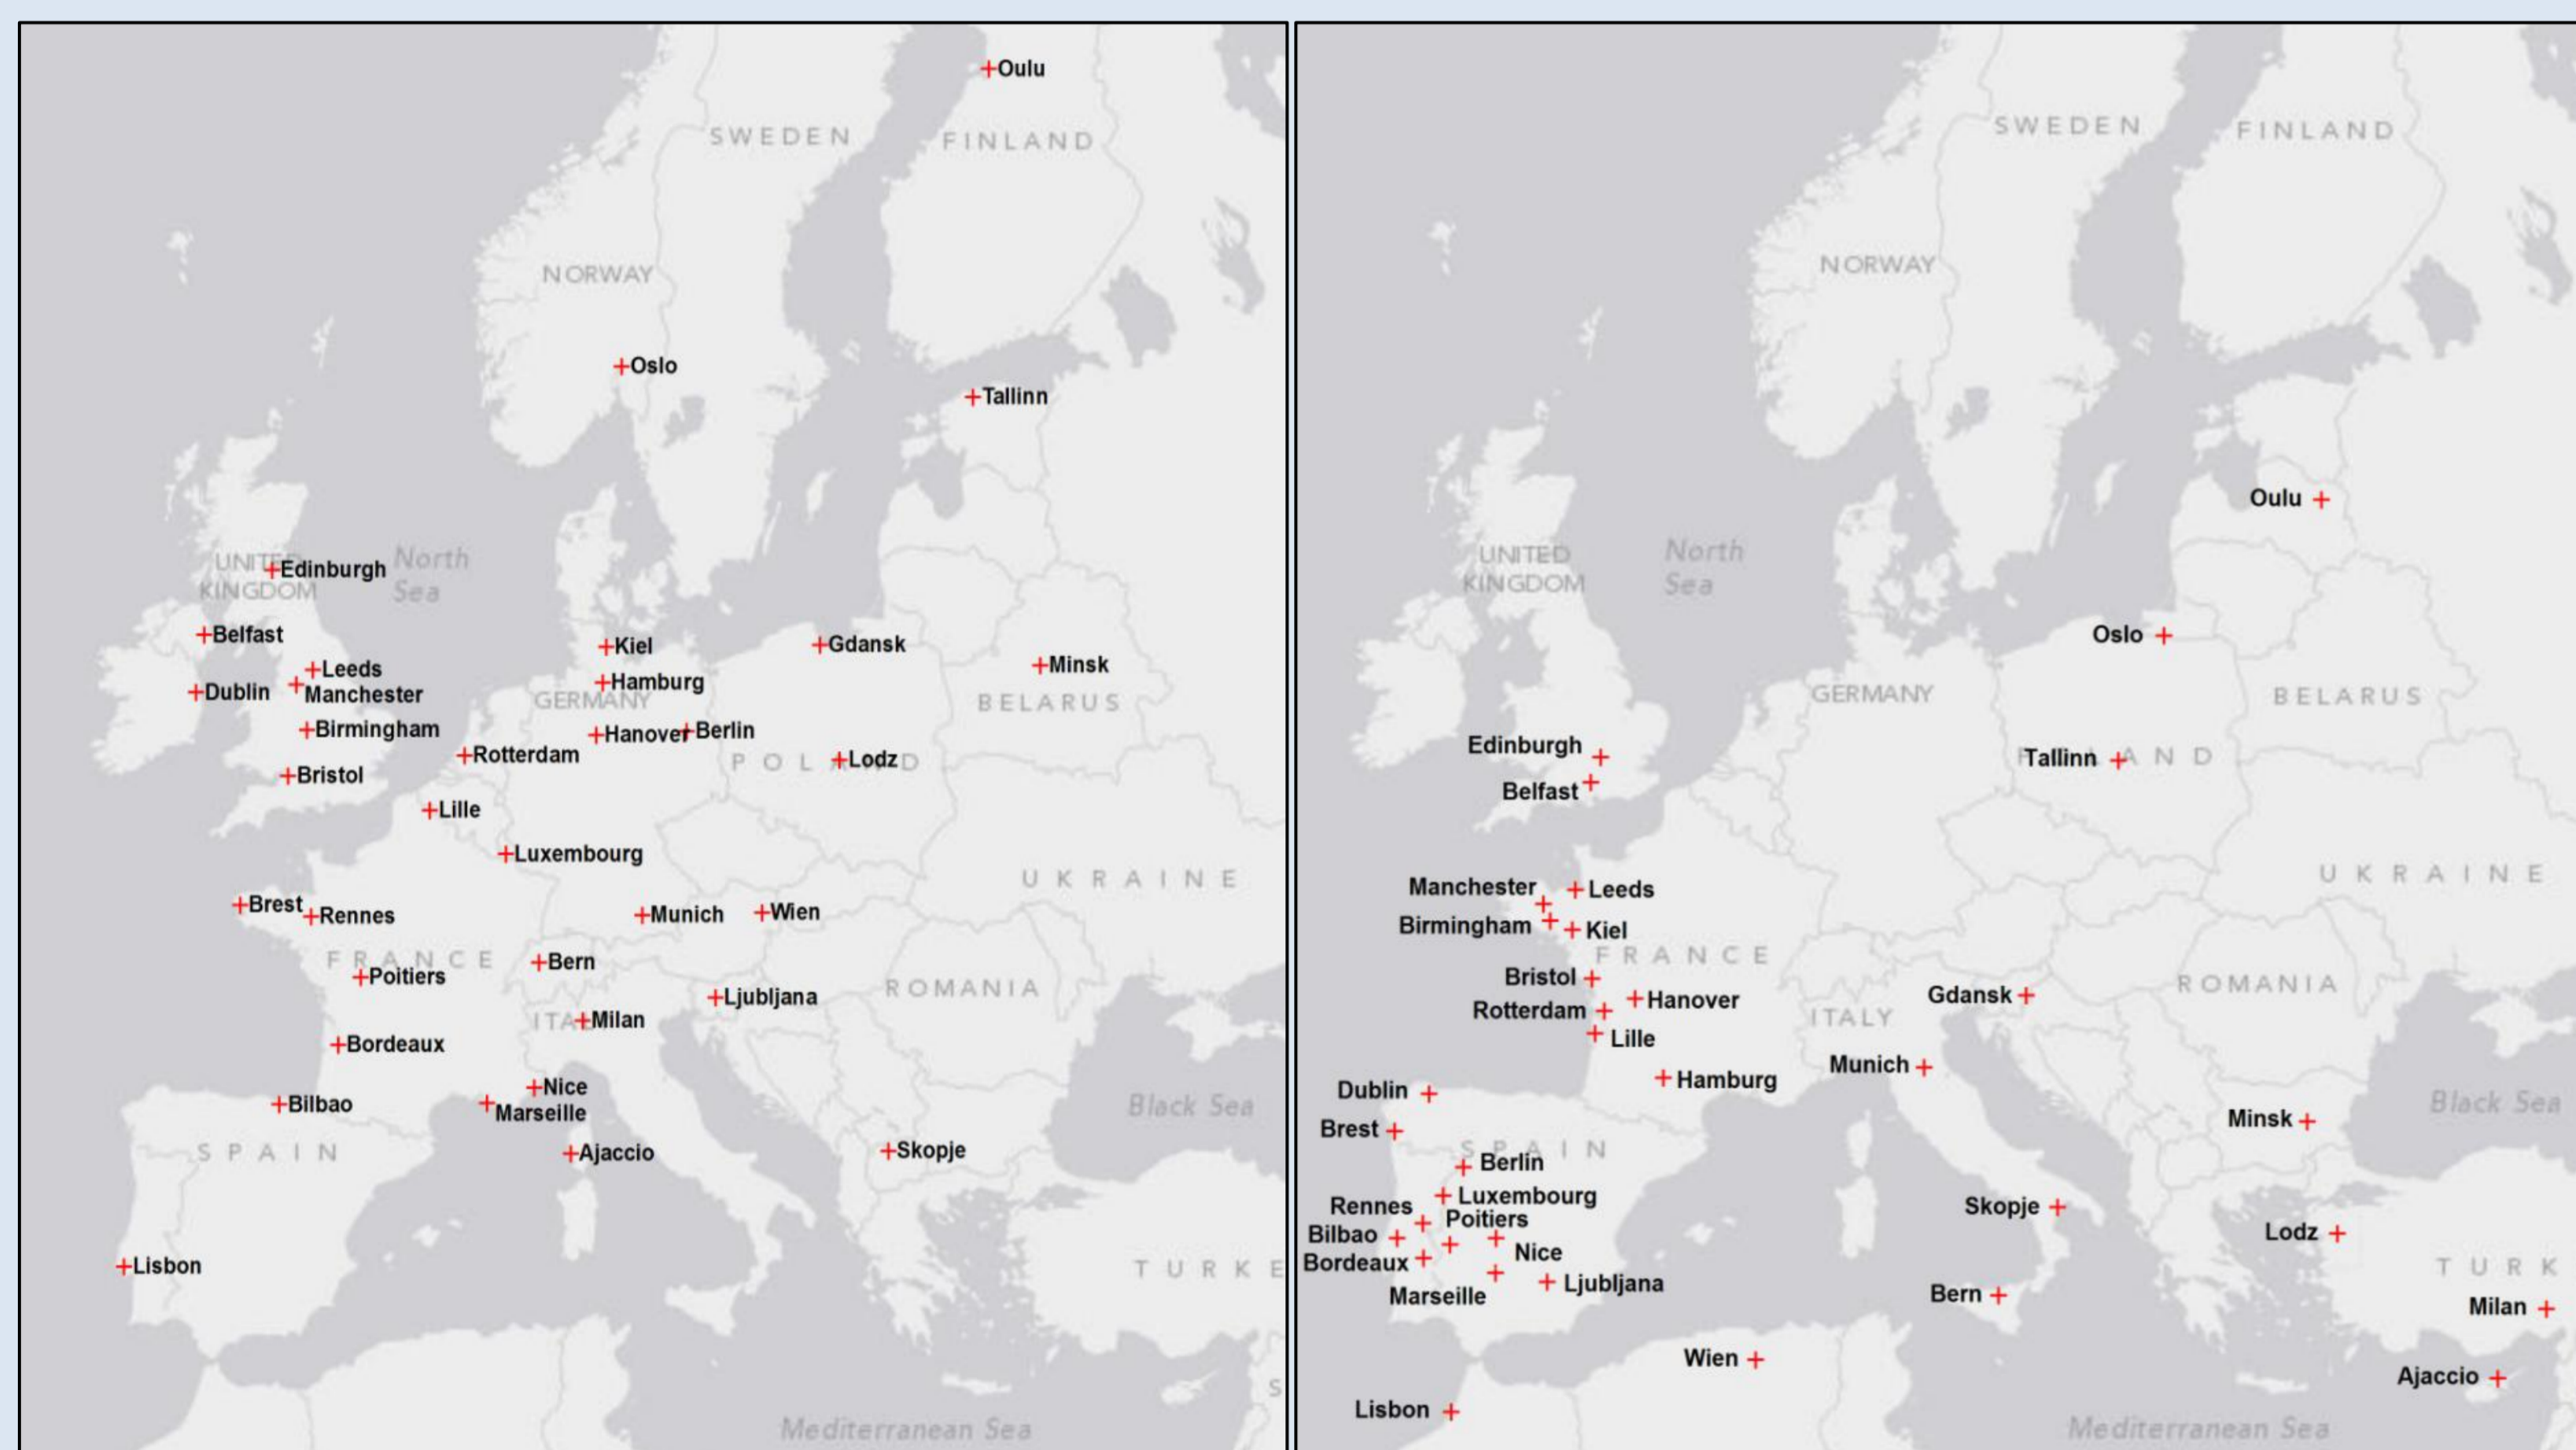 Oulu
SWEDEN
FINLAND
NORWAY
Oslo
Tallinn
UNITED
KINGDOM
Edinburgh
North
Sea
Belfast
Kiel
Gdansk
Leeds
Minsk
Hamburg
Dublin
Manchester
GERMANY
BELARUS
Birmingham
Hanover
Berlin
Rotterdam
POLAND
Lodz
Bristol
Lille
Luxembourg
UKRAINE
Brest
Rennes
Munich
Wien
FRANCE
Bern
Poitiers
ROMANIA
Ljubljana
ITALY
Milan
Bordeaux
Nice
Bilbao
Marseille
Black Sea
SPAIN
Ajaccio
Skopje
Lisbon
TURKE
S
Mediterranean Sea
SWEDEN
FINLAND
NORWAY
Oulu
UNITED
KINGDOM
North
Sea
Oslo
GERMANY
BELARUS
Edinburgh
Tallinn
POLAND
Belfast
UKRAINE
Manchester
Leeds
Birmingham
Kiel
FRANCE
Bristol
ROMANIA
Hanover
Gdansk
Rotterdam
ITALY
Lille
Munich
Hamburg
Dublin
Black Sea
Minsk
Brest
SPAIN
Berlin
Luxembourg
Rennes
Skopje
Poitiers
Bilbao
Lodz
Nice
Bordeaux
TURK
Ljubljana
Marseille
Bern
Milan
Wien
Ajaccio
Lisbon
Mediterranean Sea